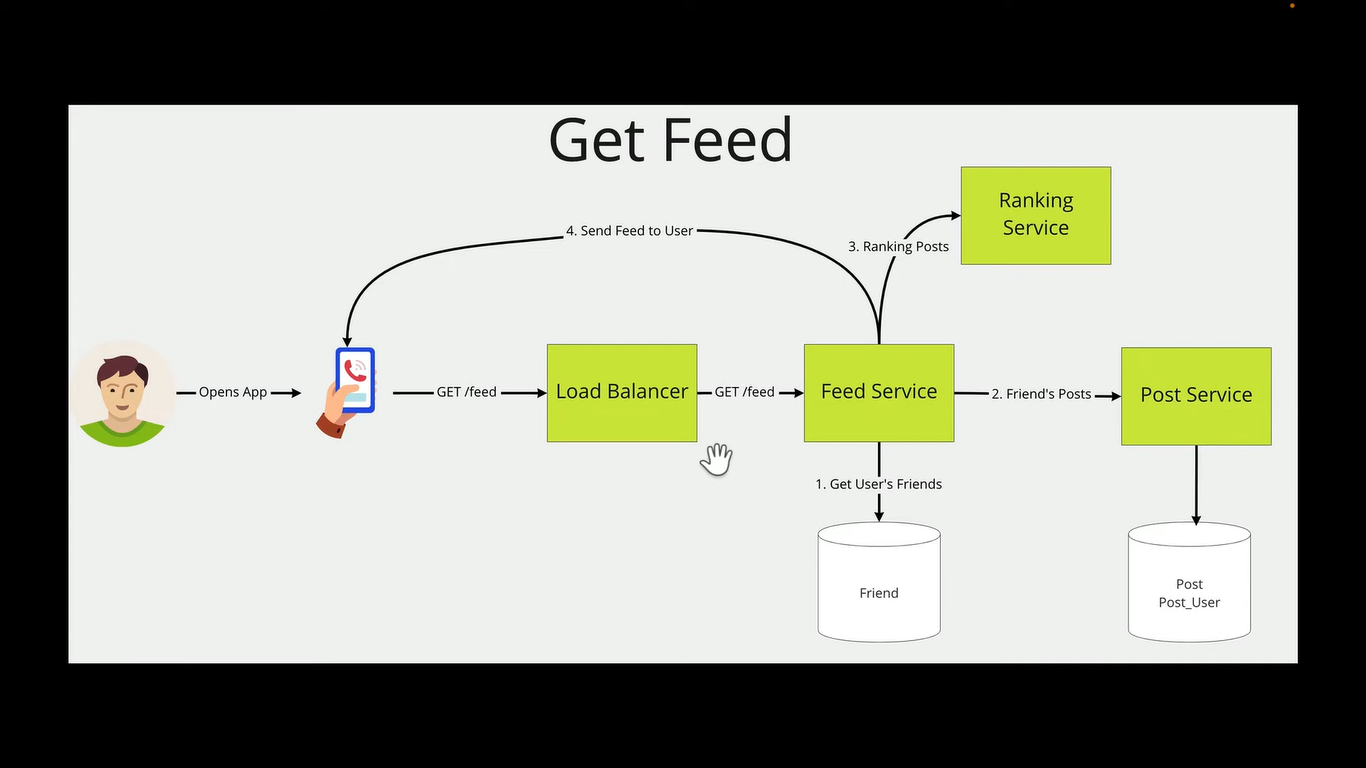 Get Feed
Ranking
Service
4. Send Feed to User
3. Ranking Posts
Opens App
GET /feed
Load Balancer
GET /feed
Feed Service
2. Friend's Posts
Post Service
1. Get User's Friends
Friend
Post
Post_User